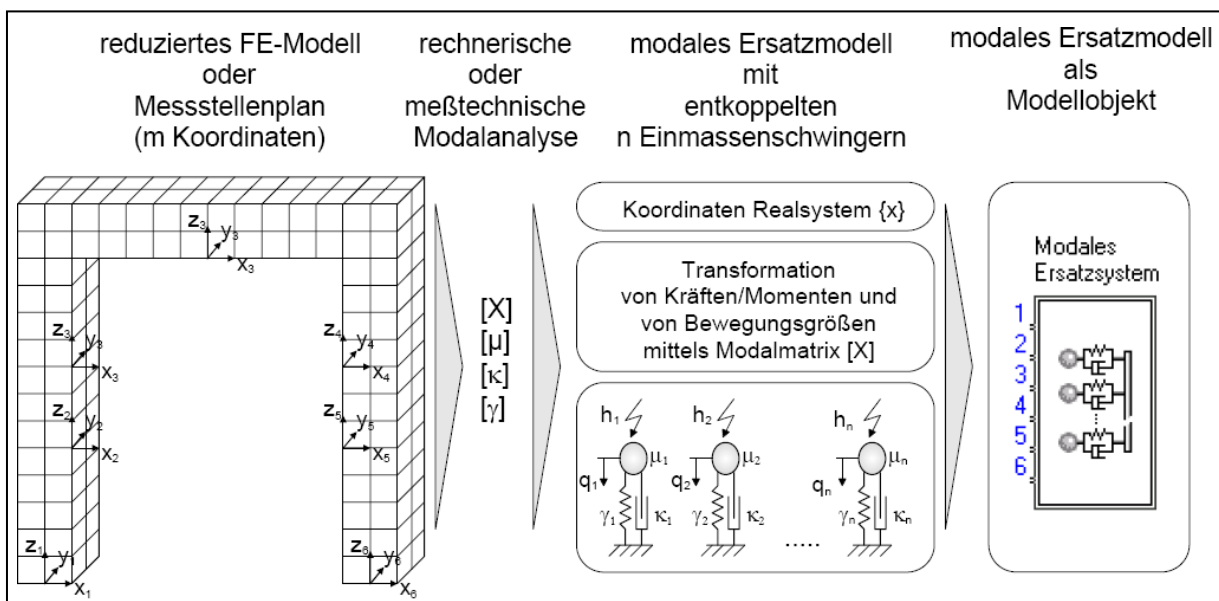 reduziertes FE-Modell
oder
Messstellenplan
(m Koordinaten)
rechnerische
oder
meßtechnische
Modalanalyse
modales Ersatzmodell
mit
entkoppelten
n Einmassenschwingern
modales Ersatzmodell
als
Modellobjekt
z₃ y₃ x₃
z₃ y₃ x₃
z₄ y₄ x₄
z₂ y₂ x₂
z₅ y₅ x₅
z₁ y₁ x₁
z₆ y₆ x₆
[X]
[µ]
[κ]
[γ]
Koordinaten Realsystem {x}
Transformation
von Kräften/Momenten und
von Bewegungsgrößen
mittels Modalmatrix [X]
h₁ h₂ hₙ
µ₁ µ₂ µₙ
q₁ q₂ qₙ
γ₁ κ₁ γ₂ κ₂ γₙ κₙ
.....
Modales
Ersatzsystem
1
2
3
4
5
6